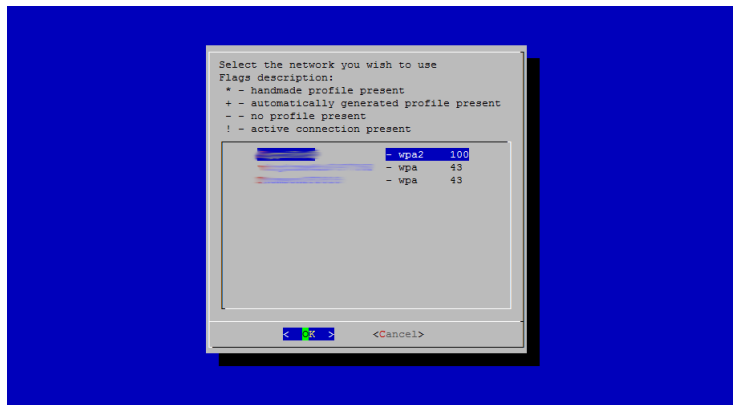 Select the network you wish to use
Flags description:
* - handmade profile present
+ - automatically generated profile present
- - no profile present
! - active connection present
- wpa2 100
- wpa 43
- wpa 43
< OK > <Cancel>